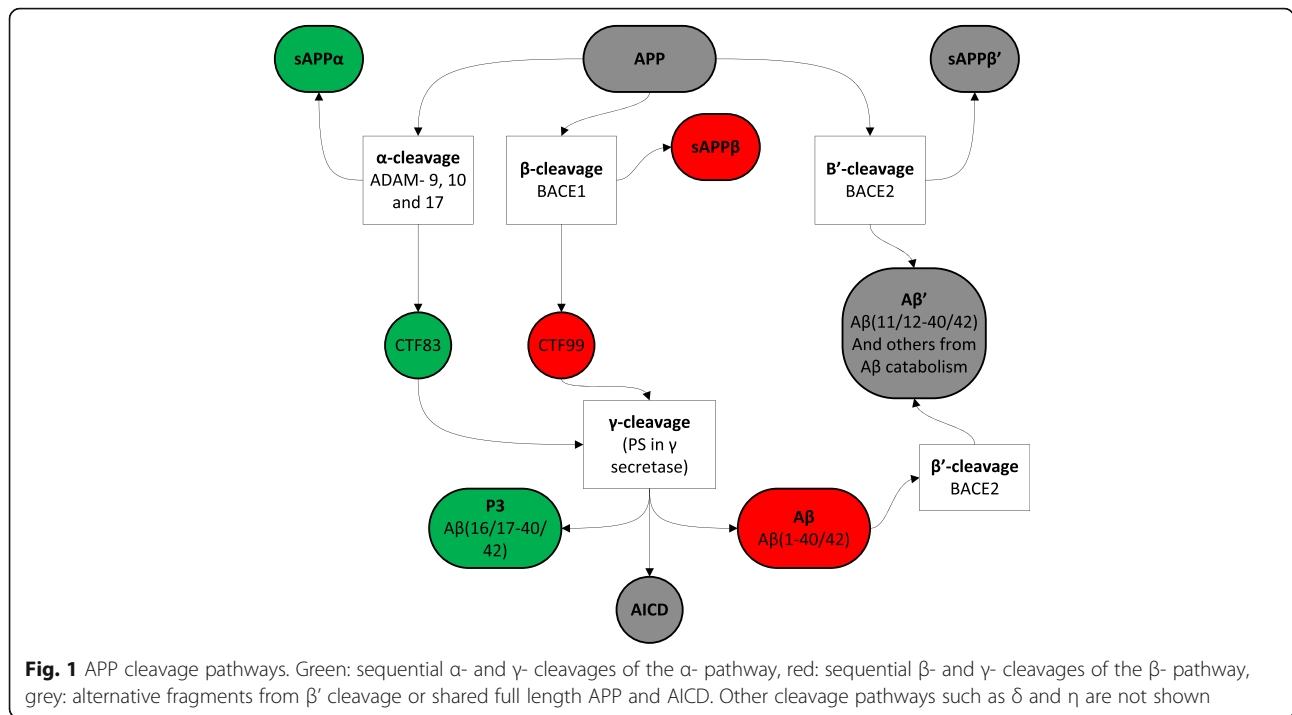 sAPPα
APP
sAPPβ’
α-cleavage
ADAM- 9, 10
and 17
β-cleavage
BACE1
sAPPβ
B’-cleavage
BACE2
Aβ’
Aβ(11/12-40/42)
And others from
Aβ catabolism
CTF83
CTF99
γ-cleavage
(PS in γ
secretase)
β’-cleavage
BACE2
P3
Aβ(16/17-40/
42)
Aβ
Aβ(1-40/42)
AICD
Fig. 1 APP cleavage pathways. Green: sequential α- and γ- cleavages of the α- pathway, red: sequential β- and γ- cleavages of the β- pathway,
grey: alternative fragments from β’ cleavage or shared full length APP and AICD. Other cleavage pathways such as δ and η are not shown